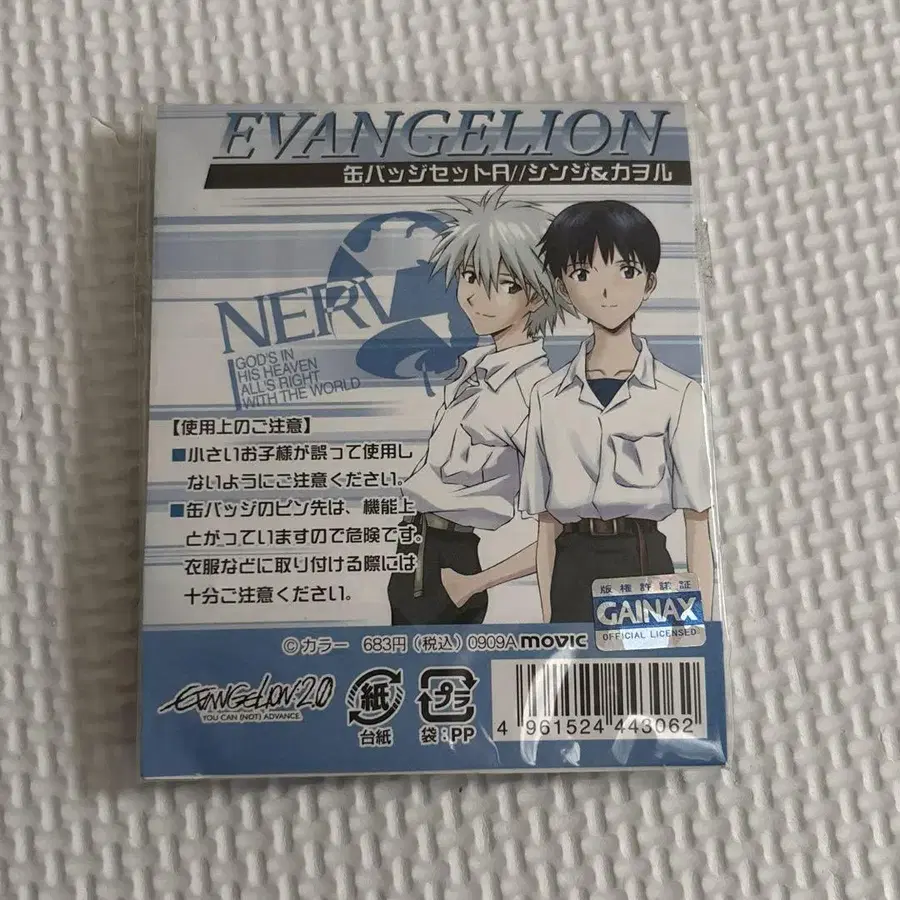 EVANGELION
缶バッジセットA//シンジ&カヲル
NERV
GOD'S IN
HIS HEAVEN
ALL'S RIGHT
WITH THE WORLD
【使用上のご注意】
■小さいお子様が誤って使用し
ないようにご注意ください。
■缶バッジのピン先は、機能上
とがっていますので危険です。
衣服などに取り付ける際には
十分ご注意ください。
版権許諾証
GAINAX
OFFICIAL LICENSED
©カラー 683円(税込) 0909A movic
EVANGELION:2.0
YOU CAN (NOT) ADVANCE.
紙
台紙
プラ
袋:PP
4 961524 443062